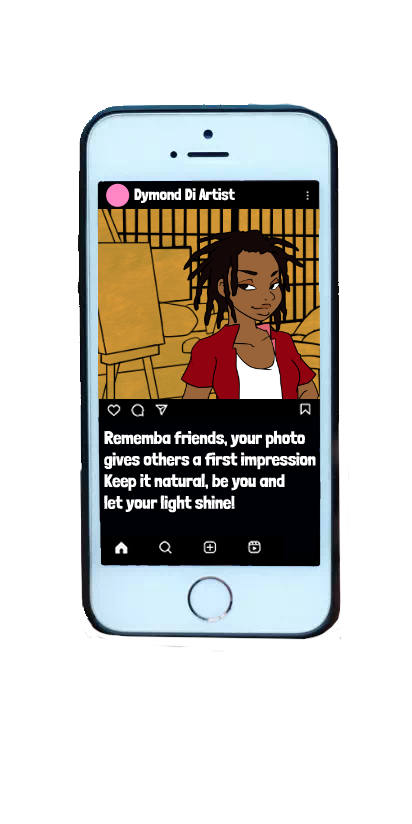 Dymond Di Artist
Rememba friends, your photo
gives others a first impression
Keep it natural, be you and
let your light shine!